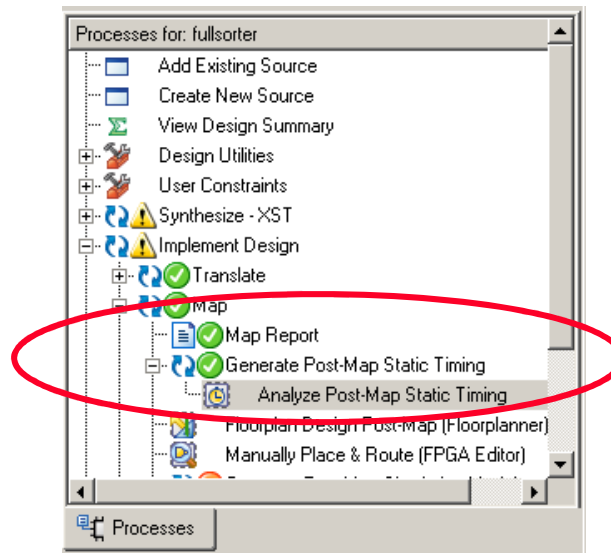 Processes for: fullsorter
Add Existing Source
Create New Source
View Design Summary
Design Utilities
User Constraints
Synthesize - XST
Implement Design
Translate
Map
Map Report
Generate Post-Map Static Timing
Analyze Post-Map Static Timing
Floorplan Design Post-Map (Floorplanner)
Manually Place & Route (FPGA Editor)
Processes